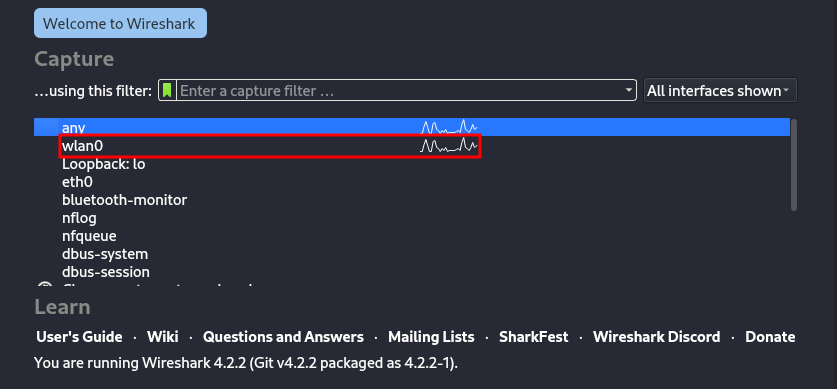 Welcome to Wireshark
Capture
...using this filter: Enter a capture filter ... All interfaces shown
any
wlan0
Loopback: lo
eth0
bluetooth-monitor
nflog
nfqueue
dbus-system
dbus-session
Learn
User's Guide · Wiki · Questions and Answers · Mailing Lists · SharkFest · Wireshark Discord · Donate
You are running Wireshark 4.2.2 (Git v4.2.2 packaged as 4.2.2-1).